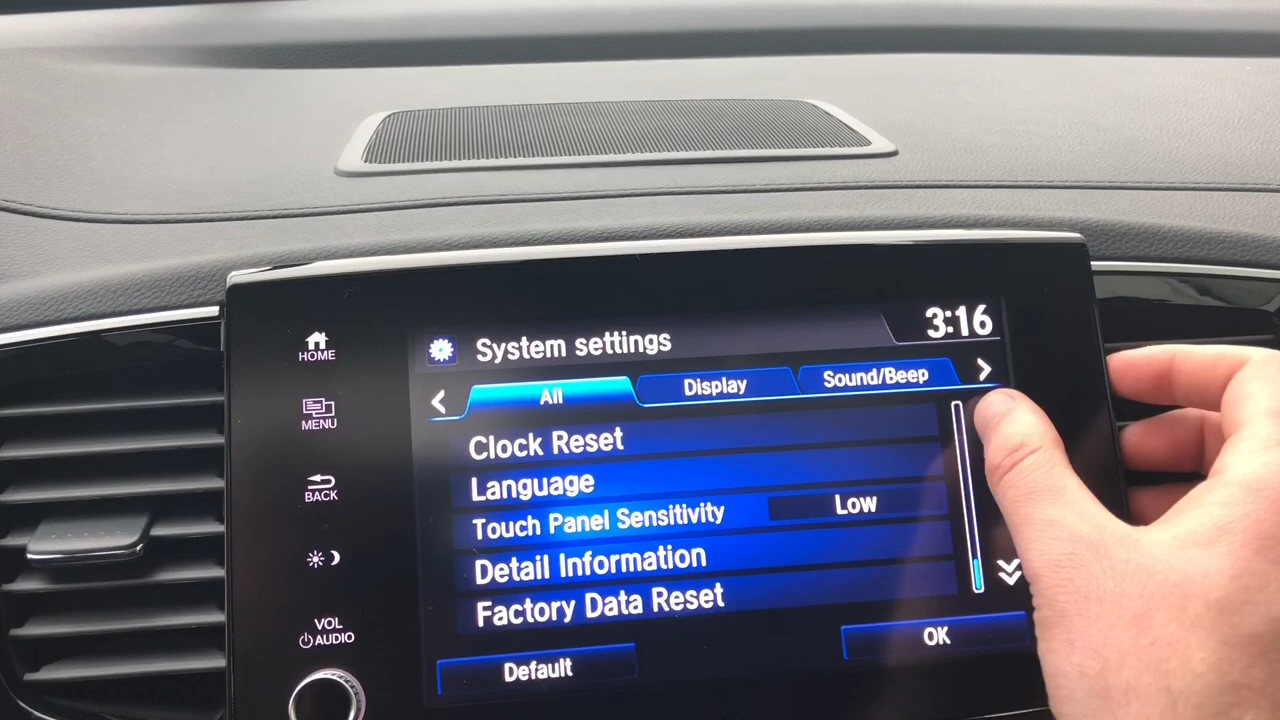 System settings
3:16
All
Display
Sound/Beep
Clock Reset
Language
Touch Panel Sensitivity
Low
Detail Information
Factory Data Reset
Default
OK
HOME
MENU
BACK
VOL
AUDIO